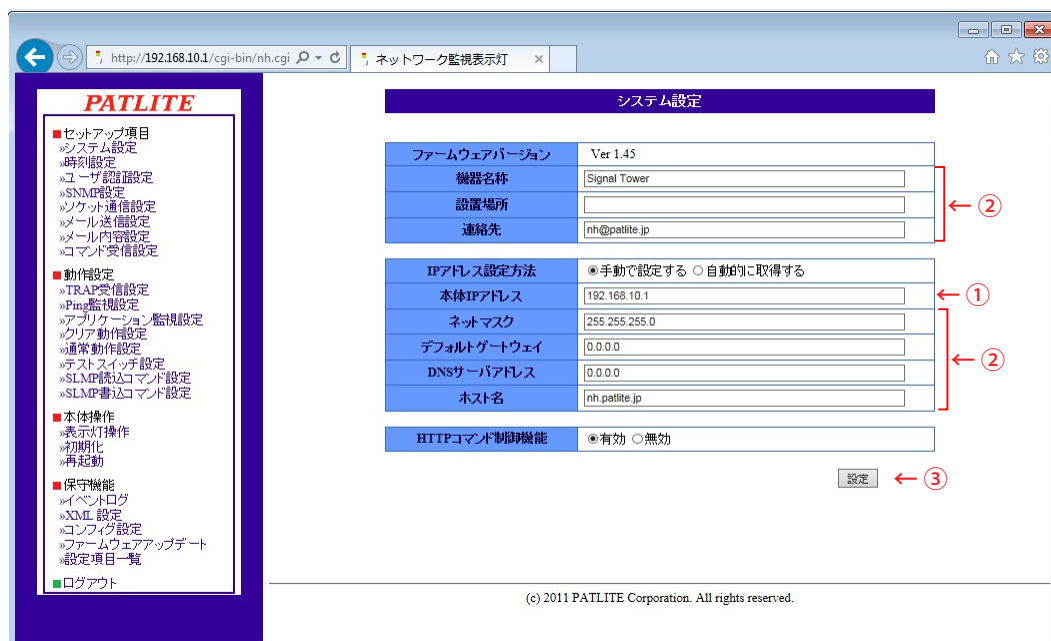 http://192.168.10.1/cgi-bin/nh.cgi
ネットワーク監視表示灯
PATLITE
■セットアップ項目
»システム設定
»時刻設定
»ユーザ認証設定
»SNMP設定
»ソケット通信設定
»メール送信設定
»メール内容設定
»コマンド受信設定
■動作設定
»TRAP受信設定
»Ping監視設定
»アプリケーション監視設定
»クリア動作設定
»通常動作設定
»テストスイッチ設定
»SLMP読込コマンド設定
»SLMP書込コマンド設定
■本体操作
»表示灯操作
»初期化
»再起動
■保守機能
»イベントログ
»XML 設定
»コンフィグ設定
»ファームウェアアップデート
»設定項目一覧
■ログアウト
システム設定
ファームウェアバージョン Ver 1.45
機器名称 Signal Tower
設置場所 ← ②
連絡先 nh@patlite.jp
IPアドレス設定方法 ◉手動で設定する ○自動的に取得する
本体IPアドレス 192.168.10.1 ← ①
ネットマスク 255.255.255.0
デフォルトゲートウェイ 0.0.0.0 ← ②
DNSサーバアドレス 0.0.0.0
ホスト名 nh.patlite.jp
HTTPコマンド制御機能 ◉有効 ○無効
設定 ← ③
(c) 2011 PATLITE Corporation. All rights reserved.